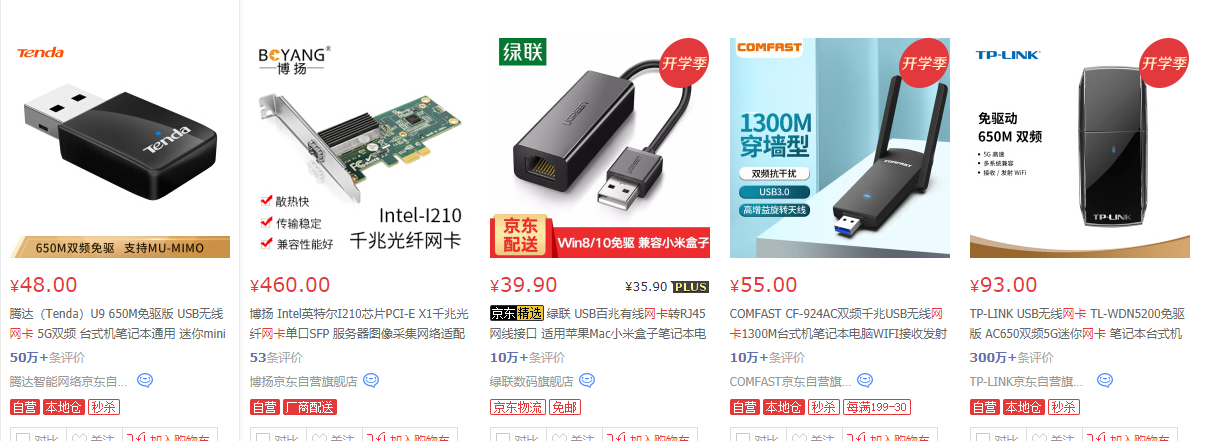 Tenda
Tenda
650M双频免驱 支持MU-MIMO
¥48.00
腾达（Tenda）U9 650M免驱版 USB无线
网卡 5G双频 台式机笔记本通用 迷你mini
50万+条评价
腾达智能网络京东自...
自营 本地仓 秒杀
对比 关注 加入购物车
BOYANG®
博扬
散热快
传输稳定
兼容性能好
Intel-I210
千兆光纤网卡
¥460.00
博扬 Intel英特尔I210芯片PCI-E X1千兆光
纤网卡单口SFP 服务器图像采集网络适配
53条评价
博扬京东自营旗舰店
自营 厂商配送
对比 关注 加入购物车
绿联
开学季
UGREEN
京东
配送
Win8/10免驱 兼容小米盒子
¥39.90
¥35.90 PLUS
京东精选 绿联 USB百兆有线网卡转RJ45
网线接口 适用苹果Mac小米盒子笔记本电
10万+条评价
绿联数码旗舰店
京东物流 免邮
对比 关注 加入购物车
COMFAST
开学季
1300M
穿墙型
双频抗干扰
USB3.0
高增益旋转天线
COMFAST
¥55.00
COMFAST CF-924AC双频千兆USB无线网
卡1300M台式机笔记本电脑WIFI接收发射
10万+条评价
COMFAST京东自营旗...
自营 本地仓 秒杀 每满199-30
对比 关注 加入购物车
TP-LINK
开学季
免驱动
650M 双频
5G 高速
多系统兼容
接收 / 发射 WiFi
TP-LINK
¥93.00
TP-LINK USB无线网卡 TL-WDN5200免驱
版 AC650双频5G迷你网卡 笔记本台式机
300万+条评价
TP-LINK京东自营旗...
自营 本地仓 秒杀
对比 关注 加入购物车